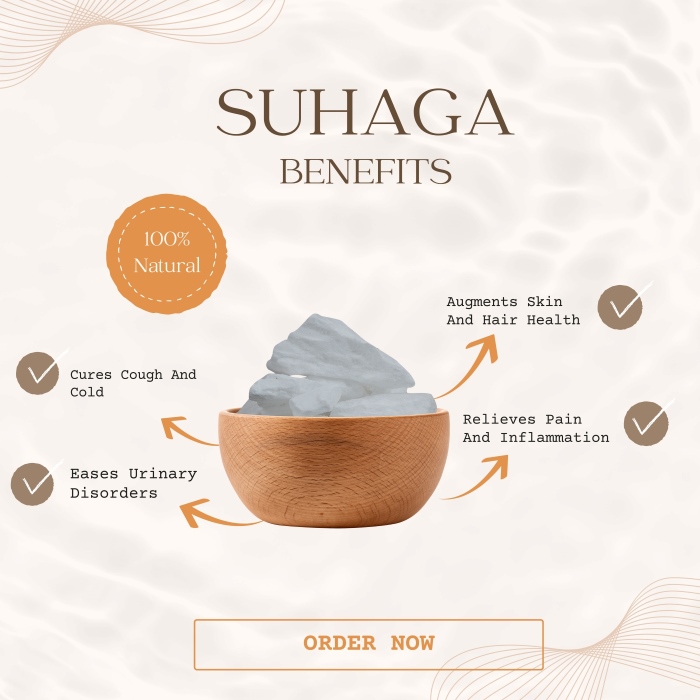 SUHAGA
BENEFITS
100%
Natural
Augments Skin
And Hair Health
Cures Cough And
Cold
Relieves Pain
And Inflammation
Eases Urinary
Disorders
ORDER NOW